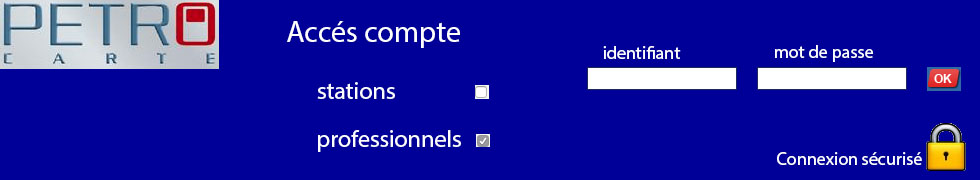 PETRO
CARTE
Accés compte
stations
professionnels
identifiant
mot de passe
OK
Connexion sécurisé